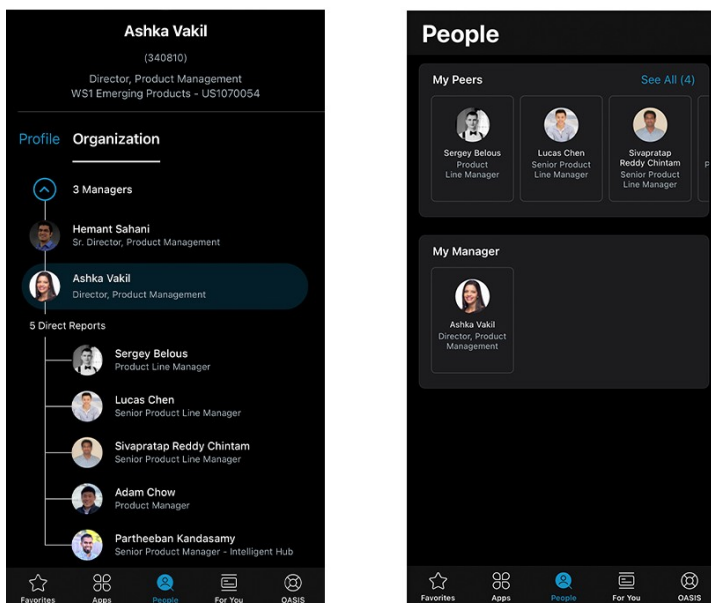 Ashka Vakil
(340810)
Director, Product Management
WS1 Emerging Products - US1070054
Profile Organization
3 Managers
Hemant Sahani
Sr. Director, Product Management
Ashka Vakil
Director, Product Management
5 Direct Reports
Sergey Belous
Product Line Manager
Lucas Chen
Senior Product Line Manager
Sivapratap Reddy Chintam
Senior Product Line Manager
Adam Chow
Product Manager
Partheeban Kandasamy
Senior Product Manager - Intelligent Hub
Favorites Apps People For You OASIS
People
My Peers See All (4)
Sergey Belous
Product
Line Manager
Lucas Chen
Senior Product
Line Manager
Sivapratap
Reddy Chintam
Senior Product
Line Manager
My Manager
Ashka Vakil
Director, Product
Management
Favorites Apps People For You OASIS